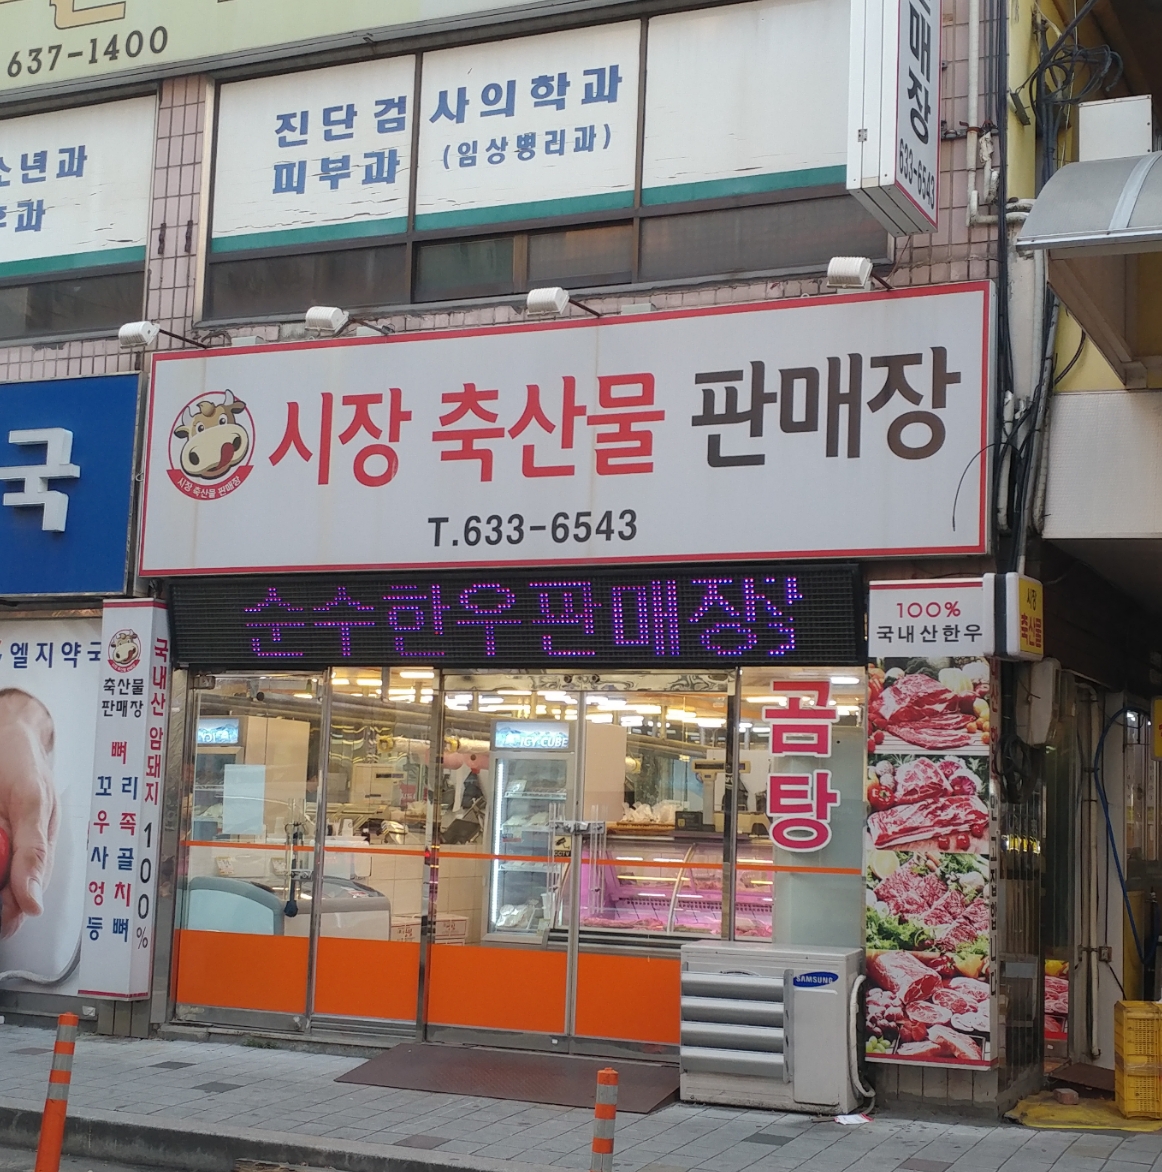 637-1400
진단검사의학과
피부과 (임상병리과)
소년과
과
매장
633-6543
시장 축산물 판매장
시장 축산물 판매장
T.633-6543
국
순수한우판매장
100%
국내산한우
시장
축산물
엘지약국
축산물
판매장
국내산 암돼지 100%
뼈
꼬리
우족
사골
엉치
등뼈
ICY CUBE
곰탕
SAMSUNG